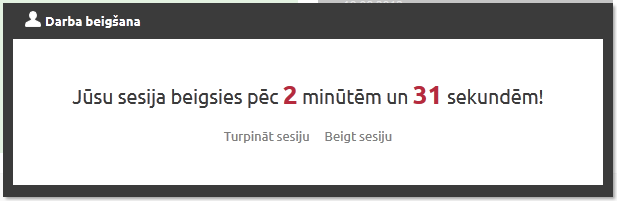 Darba beigšana
Jūsu sesija beigsies pēc 2 minūtēm un 31 sekundēm!
Turpināt sesiju Beigt sesiju